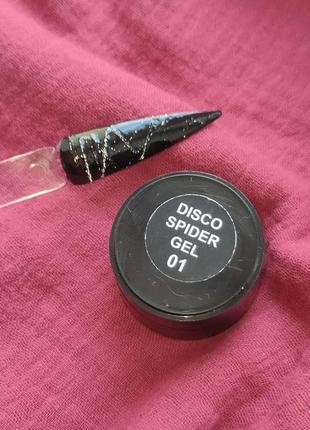 DISCO
SPIDER
GEL
01